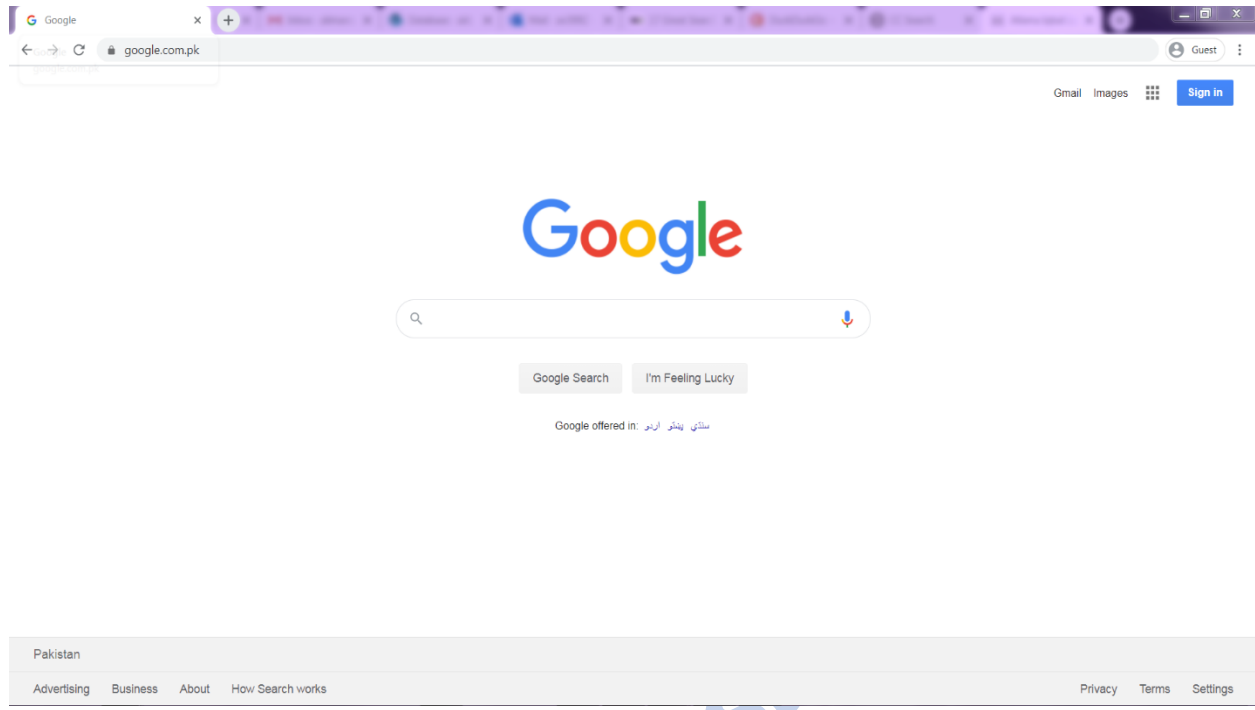 Google
google.com.pk
Guest
Gmail Images Sign in
Google
Google Search I'm Feeling Lucky
Google offered in: اردو پښتو سنڌي
Pakistan
Advertising Business About How Search works Privacy Terms Settings